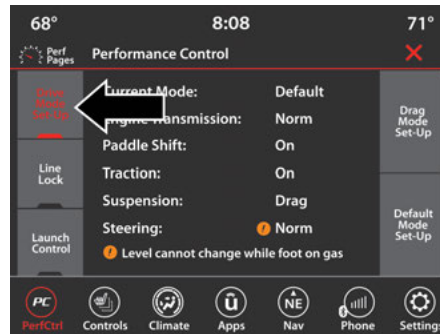 68° 8:08 71°
Perf Pages Performance Control
Drag Mode Set-Up
Current Mode: Default
Engine Transmission: Norm
Paddle Shift: On
Traction: On
Suspension: Drag
Steering: Norm
Level cannot change while foot on gas
Line Lock
Launch Control
Drag Mode Set-Up
Default Mode Set-Up
PC û NE
PerfCtrl Controls Climate Apps Nav Phone Settings